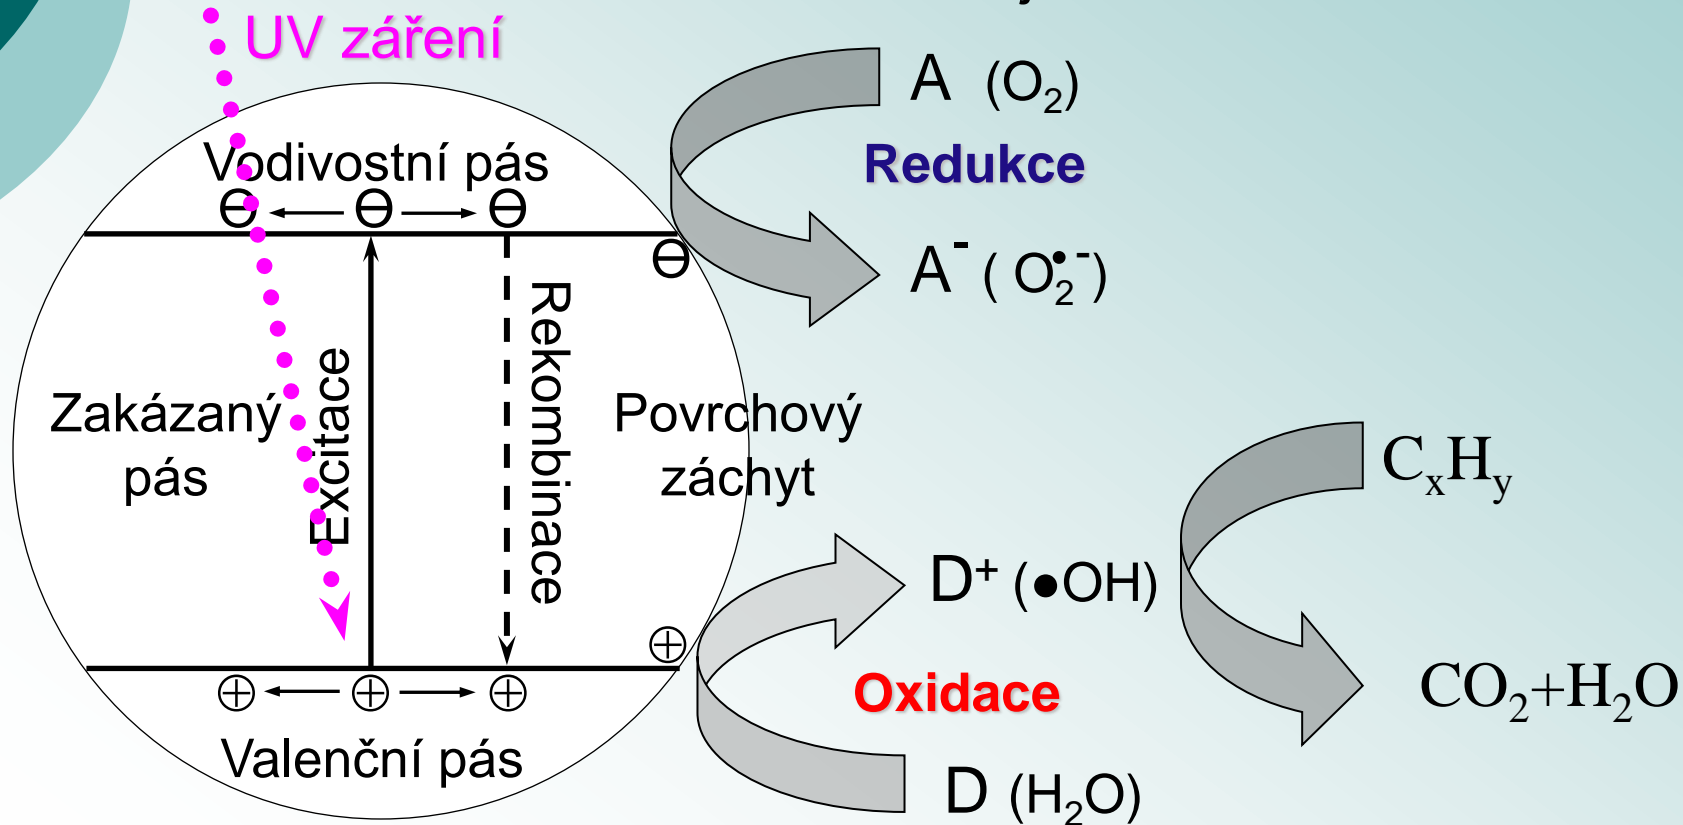 UV záření
A (O₂)
Vodivostní pás
Redukce
⊖ ⊖ ⊖
⊖
A⁻ ( O₂•⁻)
Zakázaný
pás
Excitace
Rekombinace
Povrchový
záchyt
CₓHᵧ
D⁺ (•OH)
⊕
⊕ ⊕ ⊕
Oxidace
CO₂+H₂O
Valenční pás
D (H₂O)